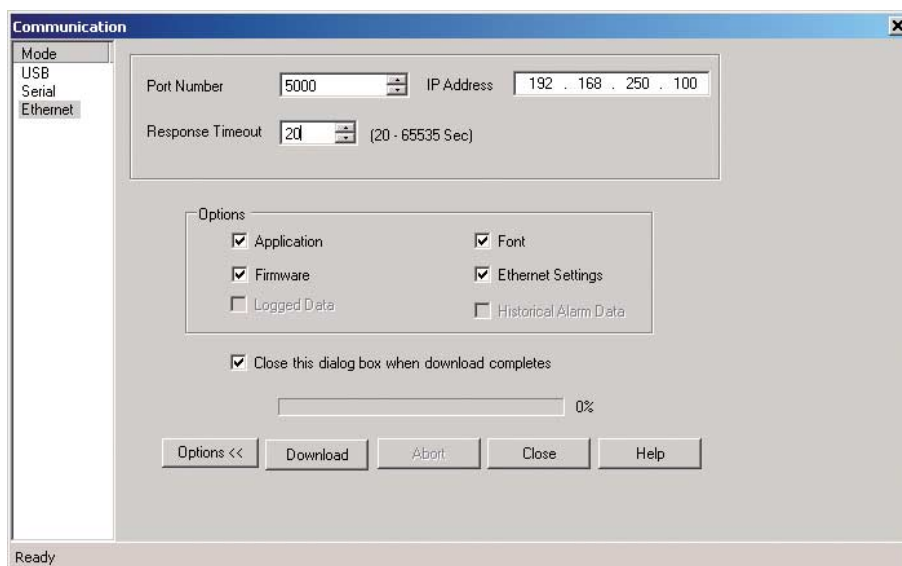 Communication
Mode
USB
Serial
Ethernet
Port Number 5000 IP Address 192 . 168 . 250 . 100
Response Timeout 20 (20 - 65535 Sec)
Options
Application Font
Firmware Ethernet Settings
Logged Data Historical Alarm Data
Close this dialog box when download completes
0%
Options << Download Abort Close Help
Ready